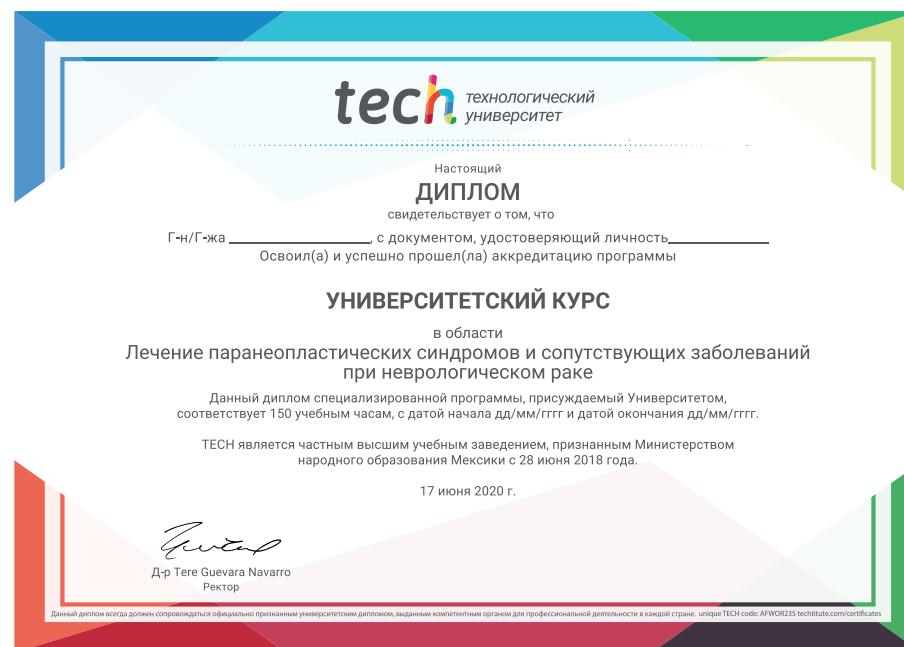 tech технологический
университет
Настоящий
ДИПЛОМ
свидетельствует о том, что
Г-н/Г-жа ____________________, с документом, удостоверяющий личность______________
Освоил(а) и успешно прошел(ла) аккредитацию программы
УНИВЕРСИТЕТСКИЙ КУРС
в области
Лечение паранеопластических синдромов и сопутствующих заболеваний
при неврологическом раке
Данный диплом специализированной программы, присуждаемый Университетом,
соответствует 150 учебным часам, с датой начала дд/мм/гггг и датой окончания дд/мм/гггг.
TECH является частным высшим учебным заведением, признанным Министерством
народного образования Мексики с 28 июня 2018 года.
17 июня 2020 г.
Д-р Tere Guevara Navarro
Ректор
Данный диплом всегда должен сопровождаться официально признанным университетским дипломом, выданным компетентным органом для профессиональной деятельности в каждой стране. unique TECH code: AFWOR23S techtitute.com/certificates